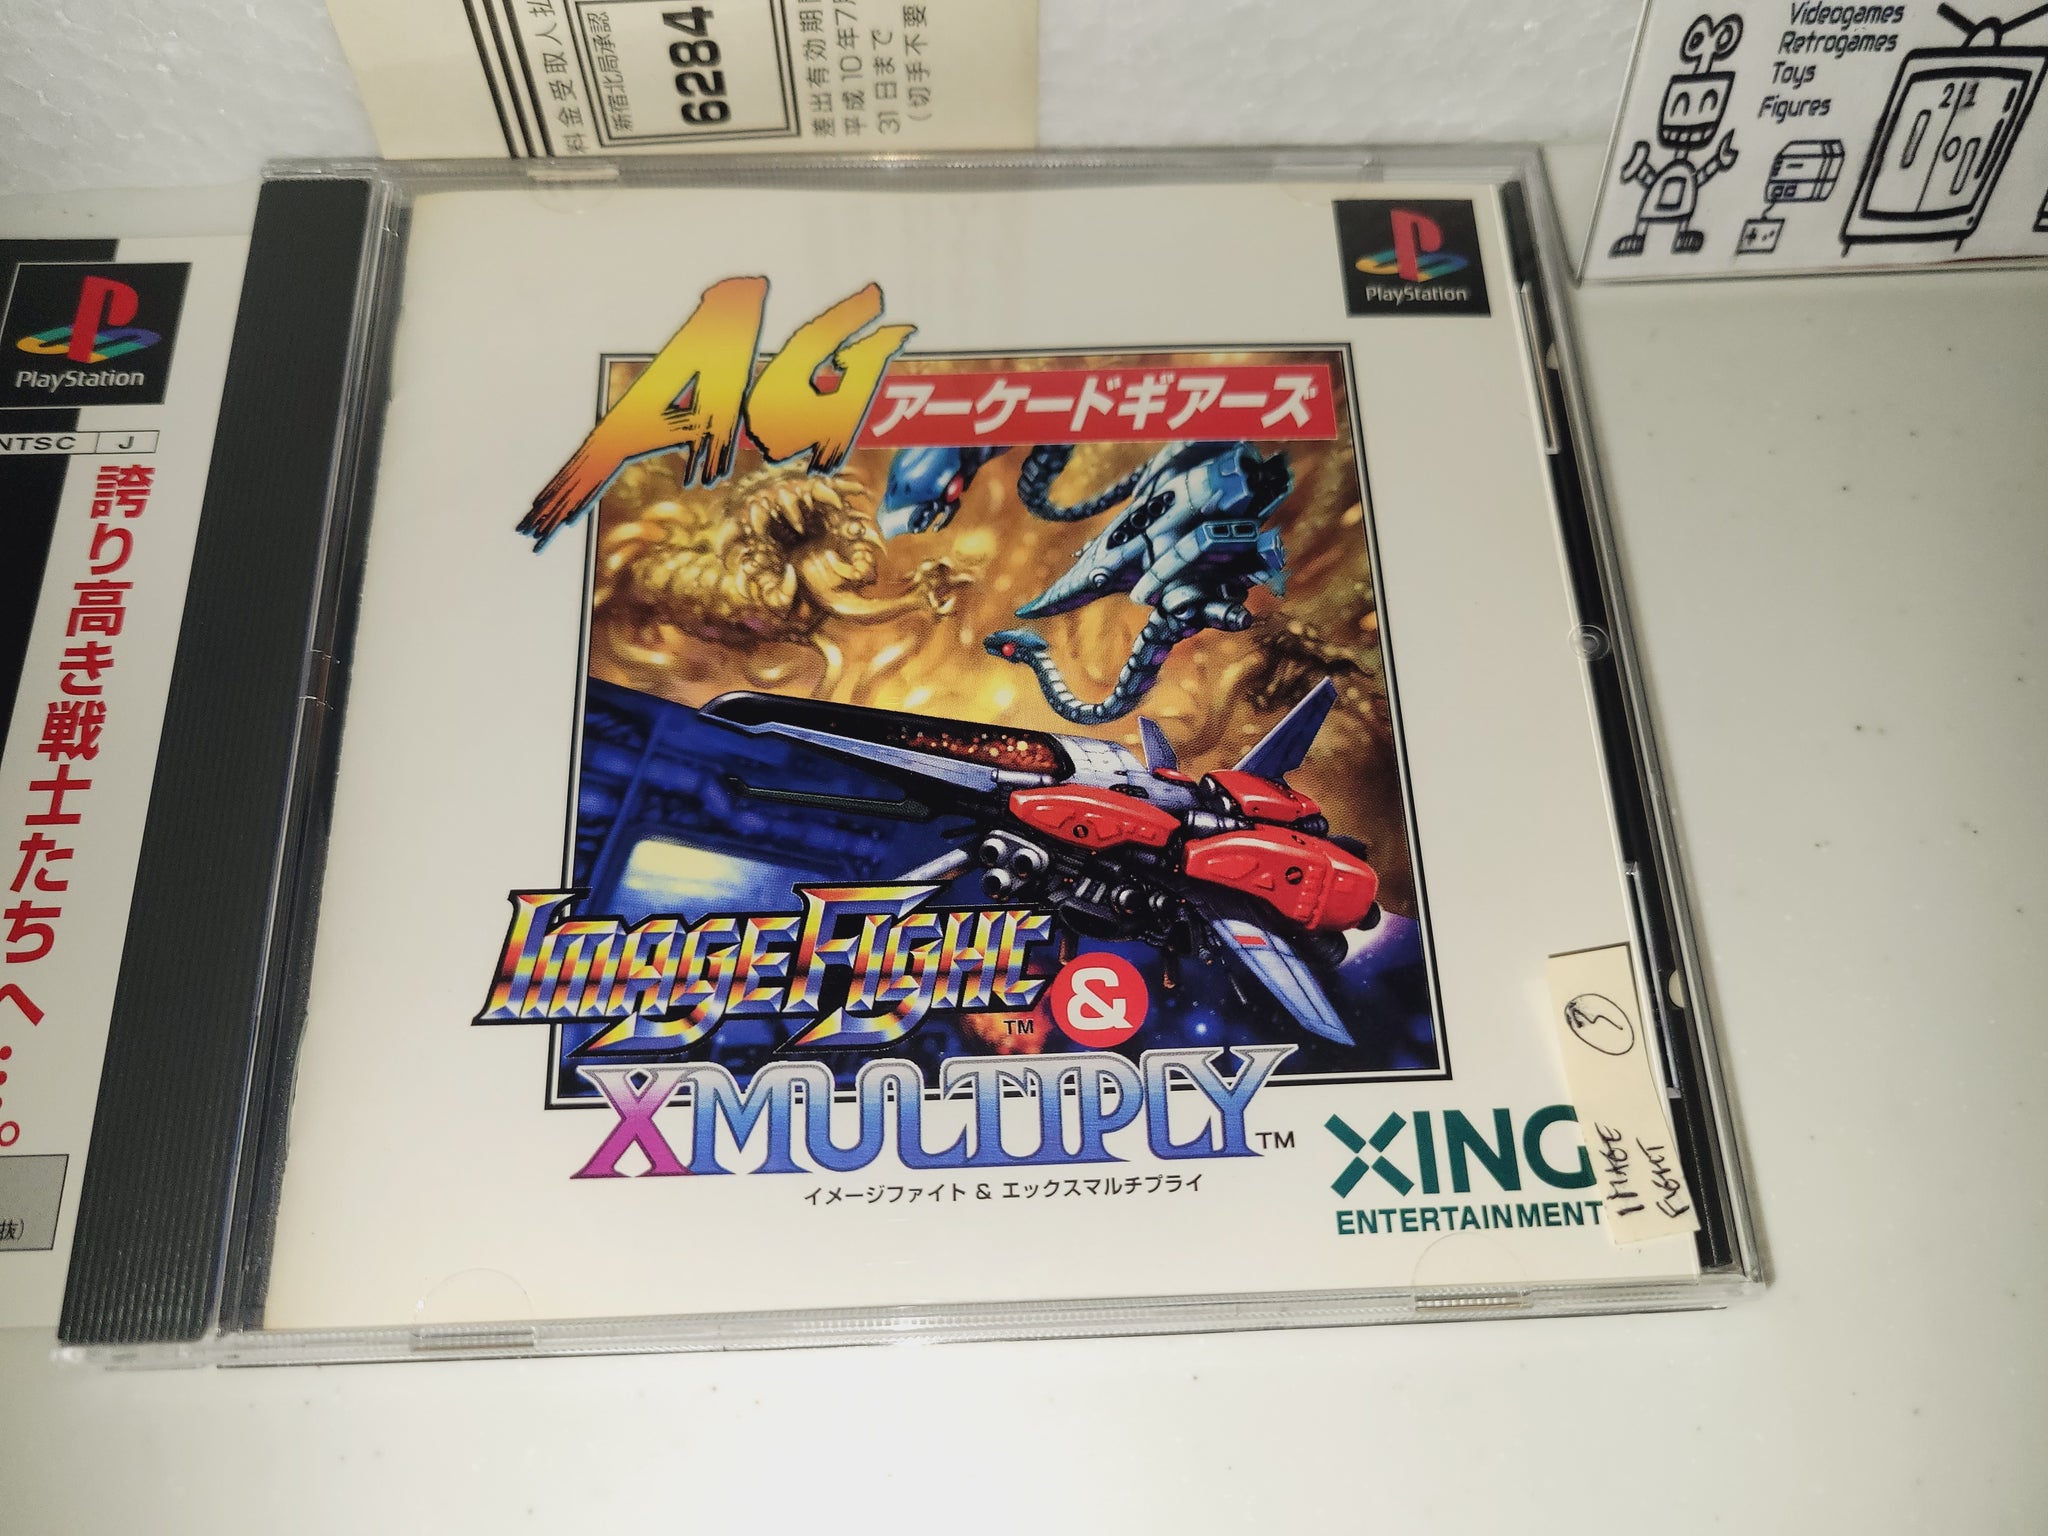 料金受取人払
新宿北局承認
6284
差出有効期
平成10年7月
31日まで
(切手不要
Videogames
Retrogames
Toys
Figures
21
PlayStation
NTSC J
誇り高き戦士たちへ・・・。
抜)
PlayStation
AG
アーケードギアーズ
IMAGEFIGHT TM
&
XMULTIPLY TM
イメージファイト & エックスマルチプライ
XING
ENTERTAINMENT
3
IMAGE
FIGHT